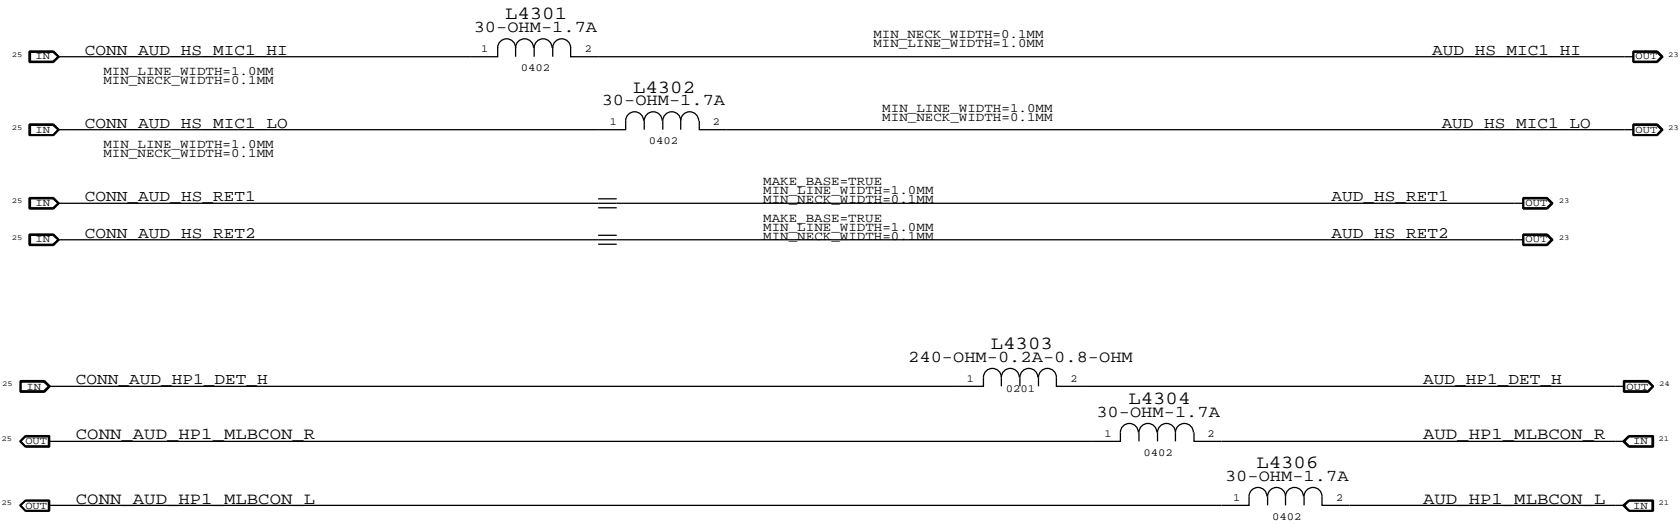 L4301
30-OHM-1.7A
25 IN CONN_AUD_HS_MIC1_HI 1 2 MIN_NECK_WIDTH=0.1MM AUD_HS_MIC1_HI OUT 23
MIN_LINE_WIDTH=1.0MM
0402
MIN_LINE_WIDTH=1.0MM
MIN_NECK_WIDTH=0.1MM
L4302
30-OHM-1.7A
25 IN CONN_AUD_HS_MIC1_LO 1 2 MIN_LINE_WIDTH=1.0MM AUD_HS_MIC1_LO OUT 23
MIN_NECK_WIDTH=0.1MM
0402
MIN_LINE_WIDTH=1.0MM
MIN_NECK_WIDTH=0.1MM
MAKE_BASE=TRUE
MIN_LINE_WIDTH=1.0MM
25 IN CONN_AUD_HS_RET1 MIN_NECK_WIDTH=0.1MM AUD_HS_RET1 OUT 23
MAKE_BASE=TRUE
MIN_LINE_WIDTH=1.0MM
25 IN CONN_AUD_HS_RET2 MIN_NECK_WIDTH=0.1MM AUD_HS_RET2 OUT 23
L4303
240-OHM-0.2A-0.8-OHM
25 IN CONN_AUD_HP1_DET_H 1 2 AUD_HP1_DET_H OUT 24
0201
L4304
30-OHM-1.7A
25 OUT CONN_AUD_HP1_MLBCON_R 1 2 AUD_HP1_MLBCON_R IN 21
0402
L4306
30-OHM-1.7A
25 OUT CONN_AUD_HP1_MLBCON_L 1 2 AUD_HP1_MLBCON_L IN 21
0402